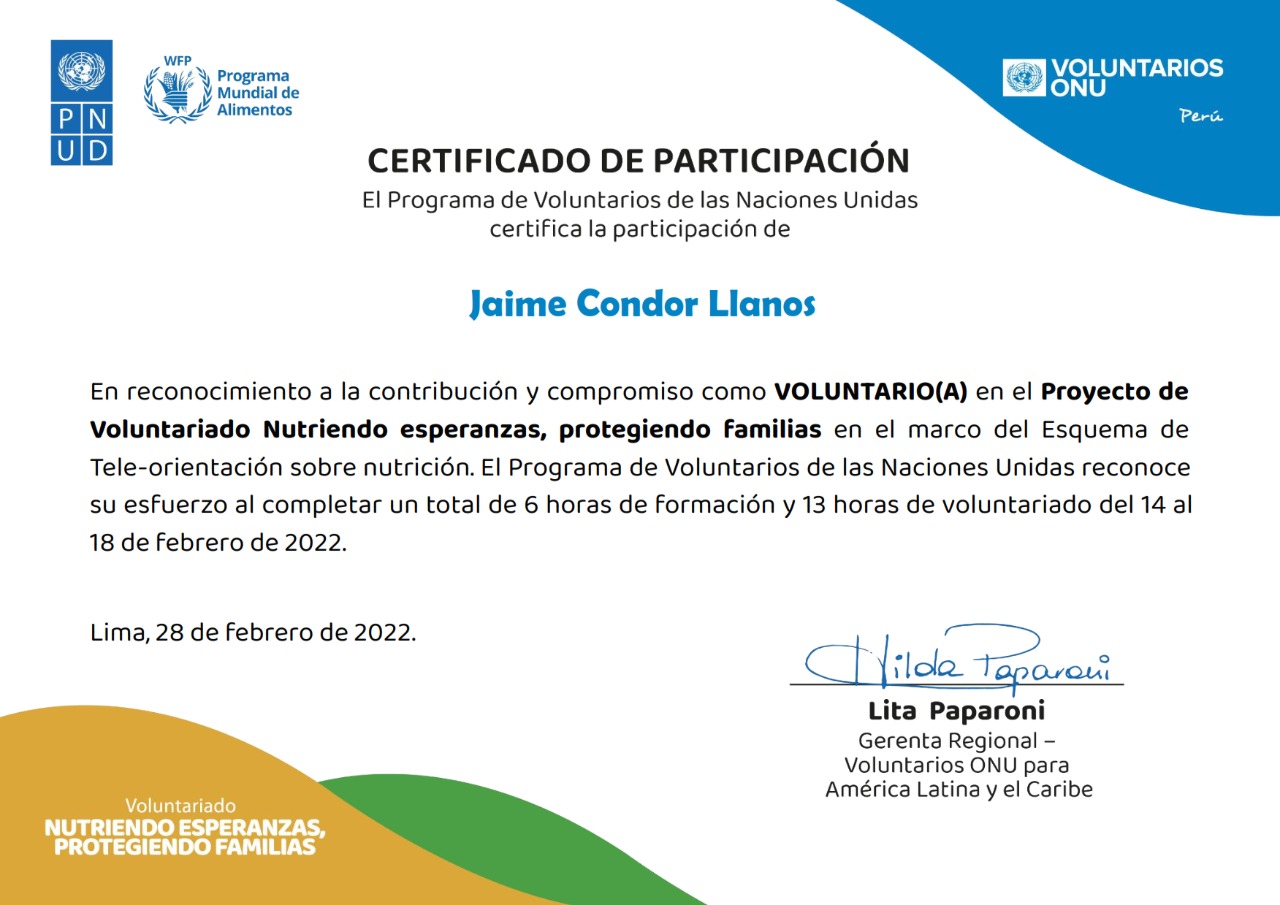 PN
UD
WFP
Programa
Mundial de
Alimentos
VOLUNTARIOS
ONU
Perú
CERTIFICADO DE PARTICIPACIÓN
El Programa de Voluntarios de las Naciones Unidas
certifica la participación de
Jaime Condor Llanos
En reconocimiento a la contribución y compromiso como VOLUNTARIO(A) en el Proyecto de
Voluntariado Nutriendo esperanzas, protegiendo familias en el marco del Esquema de
Tele-orientación sobre nutrición. El Programa de Voluntarios de las Naciones Unidas reconoce
su esfuerzo al completar un total de 6 horas de formación y 13 horas de voluntariado del 14 al
18 de febrero de 2022.
Lima, 28 de febrero de 2022.
Hilda Paparoni
Lita Paparoni
Gerenta Regional –
Voluntarios ONU para
América Latina y el Caribe
Voluntariado
NUTRIENDO ESPERANZAS,
PROTEGIENDO FAMILIAS